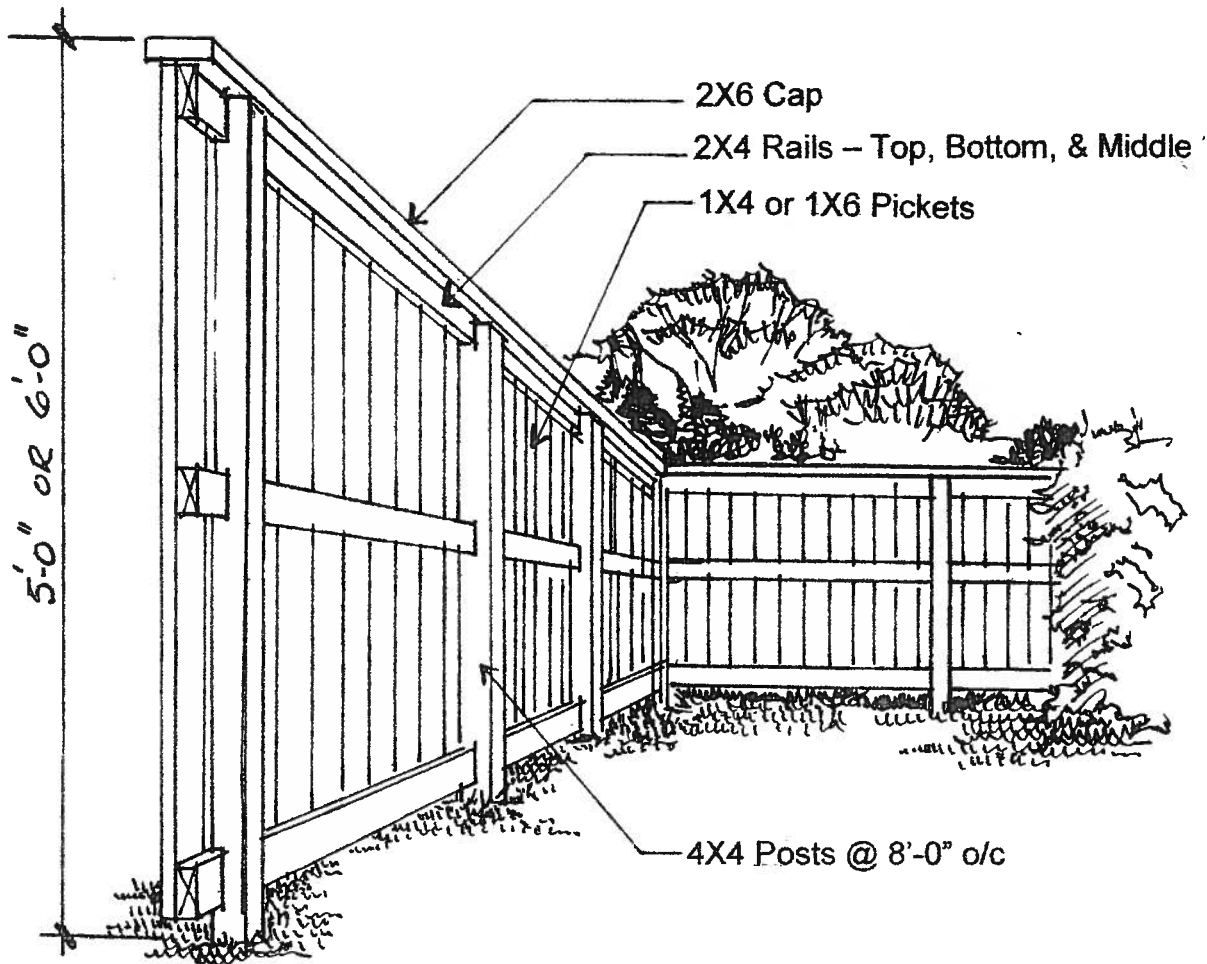 2X6 Cap
2X4 Rails – Top, Bottom, & Middle
1X4 or 1X6 Pickets
5'-0" OR 6'-0"
4X4 Posts @ 8'-0" o/c